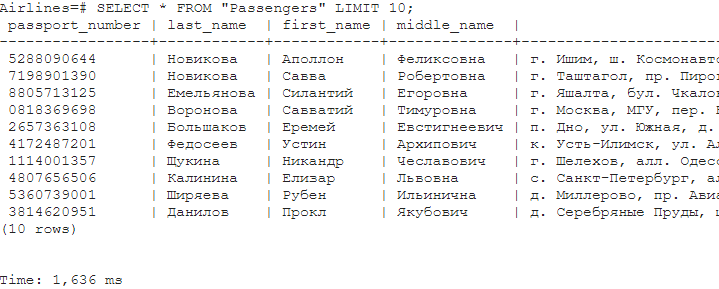 Airlines=# SELECT * FROM "Passengers" LIMIT 10;
passport_number | last_name | first_name | middle_name |
5288090644 | Новикова | Аполлон | Феликсовна | г. Ишим, ш. Космонавто
7198901390 | Новикова | Савва | Робертовна | г. Таштагол, пр. Пиро
8805713125 | Емельянова | Силантий | Егоровна | г. Яшалта, бул. Чкалов
0818369698 | Воронова | Савватий | Тимуровна | г. Москва, МГУ, пер.
2657363108 | Большаков | Еремей | Евстигнеевич | п. Дно, ул. Южная, д.
4172487201 | Федосеев | Устин | Архипович | к. Усть-Илимск, ул.
1114001357 | Щукина | Никандр | Чеславович | г. Шелехов, алл. Одес
4807656506 | Калинина | Елизар | Львовна | с. Санкт-Петербург,
5360739001 | Ширяева | Рубен | Ильинична | д. Миллерово, пр. Авиа
3814620951 | Данилов | Прокл | Якубович | д. Серебряные Пруды,
(10 rows)
Time: 1,636 ms